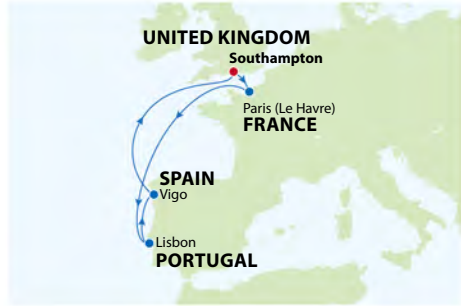 UNITED KINGDOM
Southampton
Paris (Le Havre)
FRANCE
SPAIN
Vigo
Lisbon
PORTUGAL